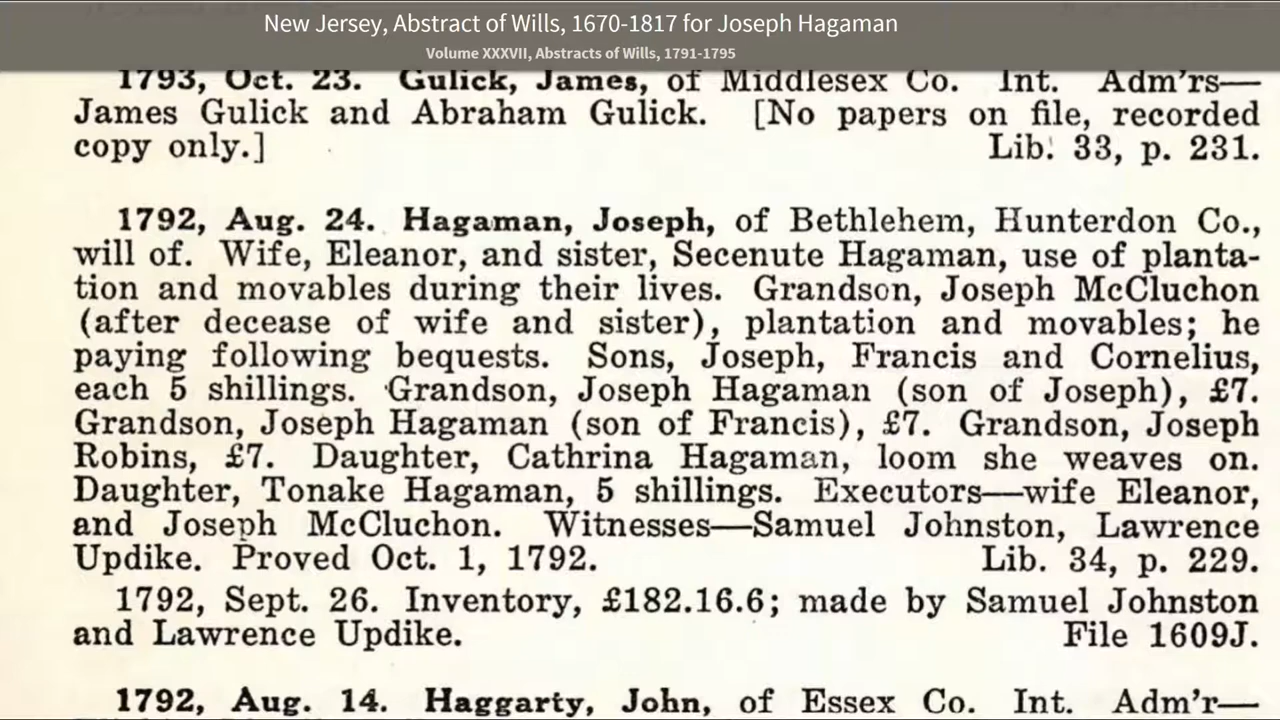 New Jersey, Abstract of Wills, 1670-1817 for Joseph Hagaman
Volume XXXVII, Abstracts of Wills, 1791-1795
1793, Oct. 23. Gulick, James, of Middlesex Co. Int. Adm'rs—
James Gulick and Abraham Gulick. [No papers on file, recorded
copy only.] Lib. 33, p. 231.
1792, Aug. 24. Hagaman, Joseph, of Bethlehem, Hunterdon Co.,
will of. Wife, Eleanor, and sister, Secenute Hagaman, use of planta-
tion and movables during their lives. Grandson, Joseph McCluchon
(after decease of wife and sister), plantation and movables; he
paying following bequests. Sons, Joseph, Francis and Cornelius,
each 5 shillings. Grandson, Joseph Hagaman (son of Joseph), £7.
Grandson, Joseph Hagaman (son of Francis), £7. Grandson, Joseph
Robins, £7. Daughter, Cathrina Hagaman, loom she weaves on.
Daughter, Tonake Hagaman, 5 shillings. Executors—wife Eleanor,
and Joseph McCluchon. Witnesses—Samuel Johnston, Lawrence
Updike. Proved Oct. 1, 1792. Lib. 34, p. 229.
1792, Sept. 26. Inventory, £182.16.6; made by Samuel Johnston
and Lawrence Updike. File 1609J.
1792, Aug. 14. Haggarty, John, of Essex Co. Int. Adm'r—